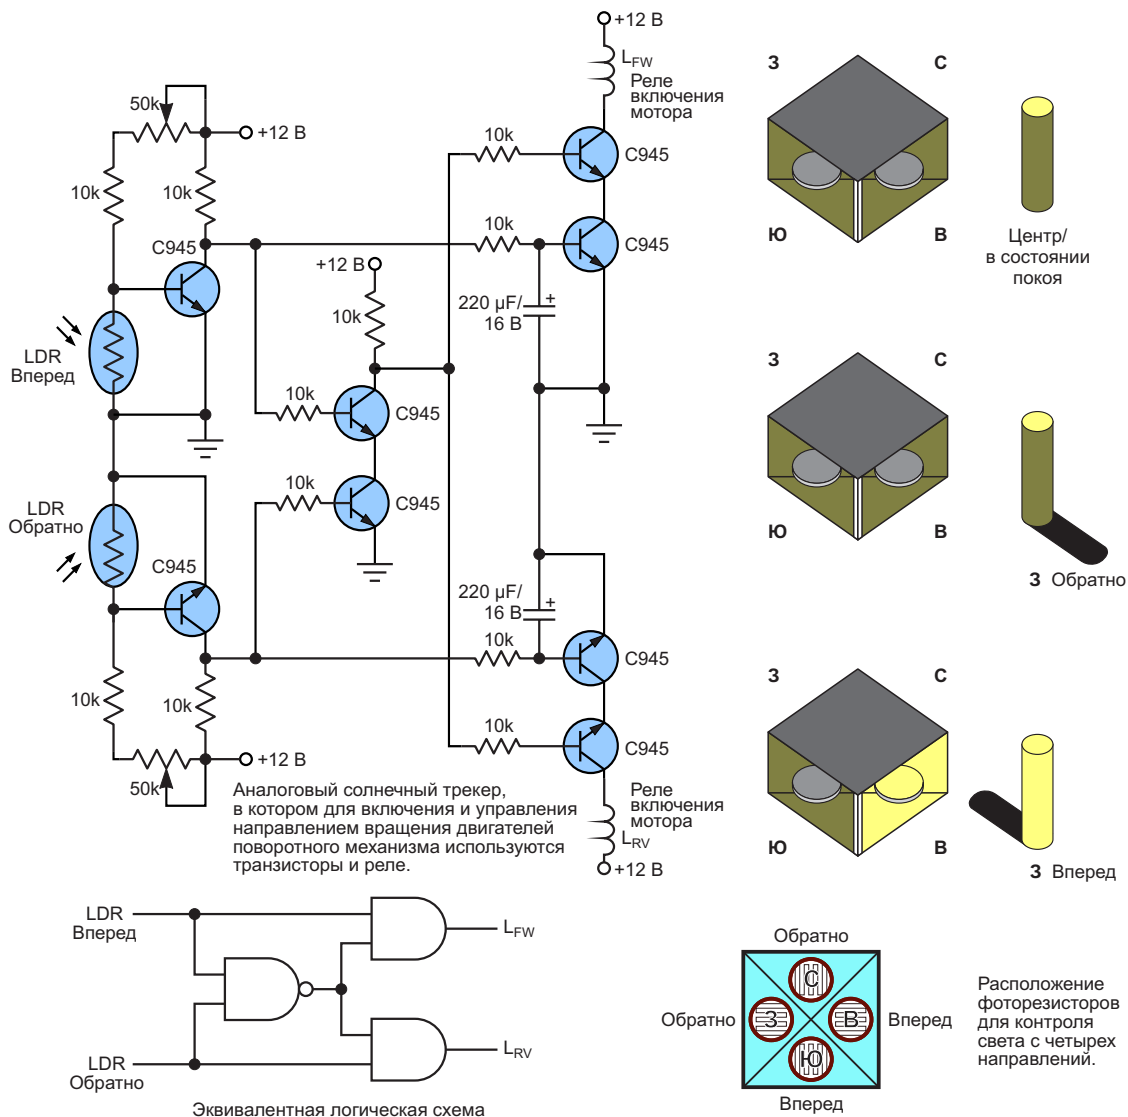 +12 В
L_FW
Реле
включения
мотора
50k
+12 В
10k
10k
10k
C945
C945
10k
C945
+12 В
10k
220 µF/
16 В
+
LDR
Вперед
10k
C945
10k
C945
LDR
Обратно
C945
220 µF/
16 В
+
10k
C945
10k
10k
10k
C945
50k
+12 В
Реле
включения
мотора
L_RV
+12 В
Аналоговый солнечный трекер,
в котором для включения и управления
направлением вращения двигателей
поворотного механизма используются
транзисторы и реле.
LDR
Вперед
L_FW
LDR
Обратно
L_RV
Эквивалентная логическая схема
З
С
Ю
В
Центр/
в состоянии
покоя
З
С
Ю
В
З Обратно
З
С
Ю
В
З Вперед
Обратно
С
Обратно
З
В
Вперед
Ю
Вперед
Расположение
фоторезисторов
для контроля
света с четырех
направлений.